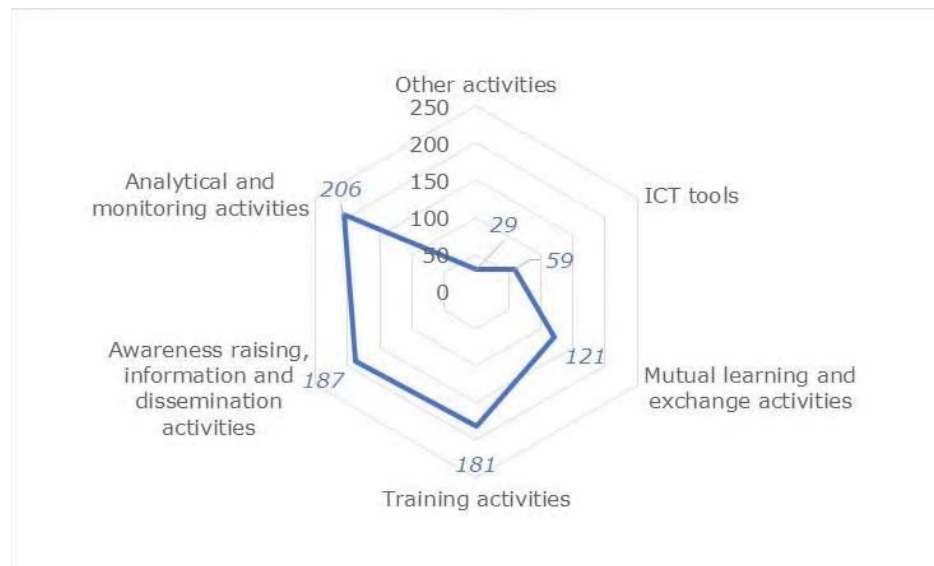 Other activities
250
200
150
100
50
0
29
59
ICT tools
121
Mutual learning and
exchange activities
181
Training activities
187
Awareness raising,
information and
dissemination
activities
206
Analytical and
monitoring activities